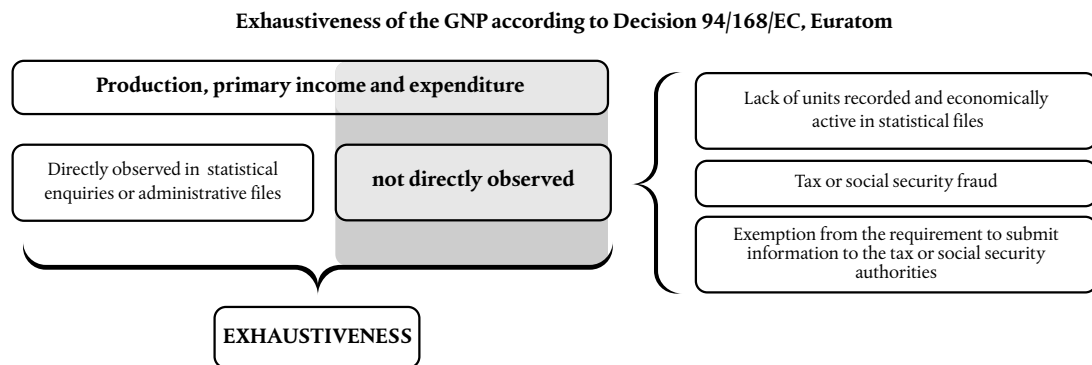 Exhaustiveness of the GNP according to Decision 94/168/EC, Euratom
Production, primary income and expenditure
Directly observed in statistical
enquiries or administrative files
not directly observed
EXHAUSTIVENESS
Lack of units recorded and economically
active in statistical files
Tax or social security fraud
Exemption from the requirement to submit
information to the tax or social security
authorities